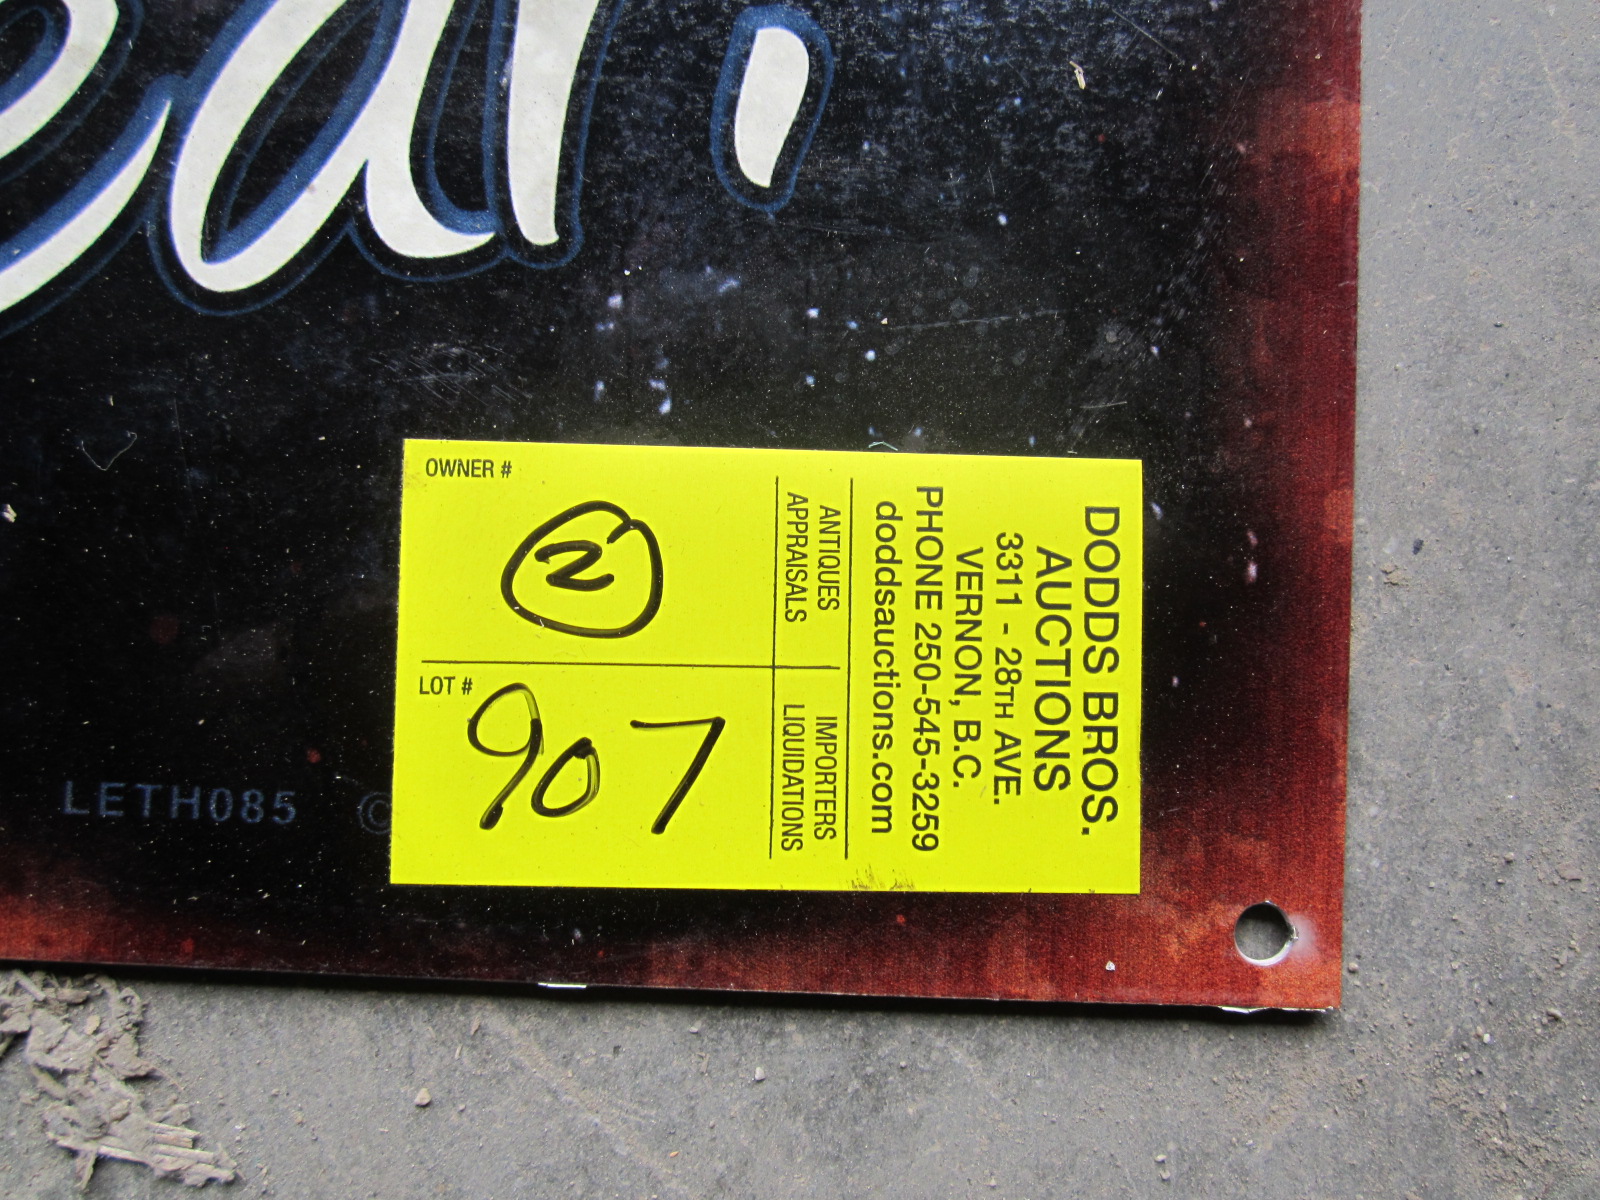 DODDS BROS.
AUCTIONS
3311 - 28TH AVE.
VERNON, B.C.
PHONE 250-545-3259
doddsauctions.com
ANTIQUES
APPRAISALS
IMPORTERS
LIQUIDATIONS
OWNER #
LOT #
907
LETH085 ©